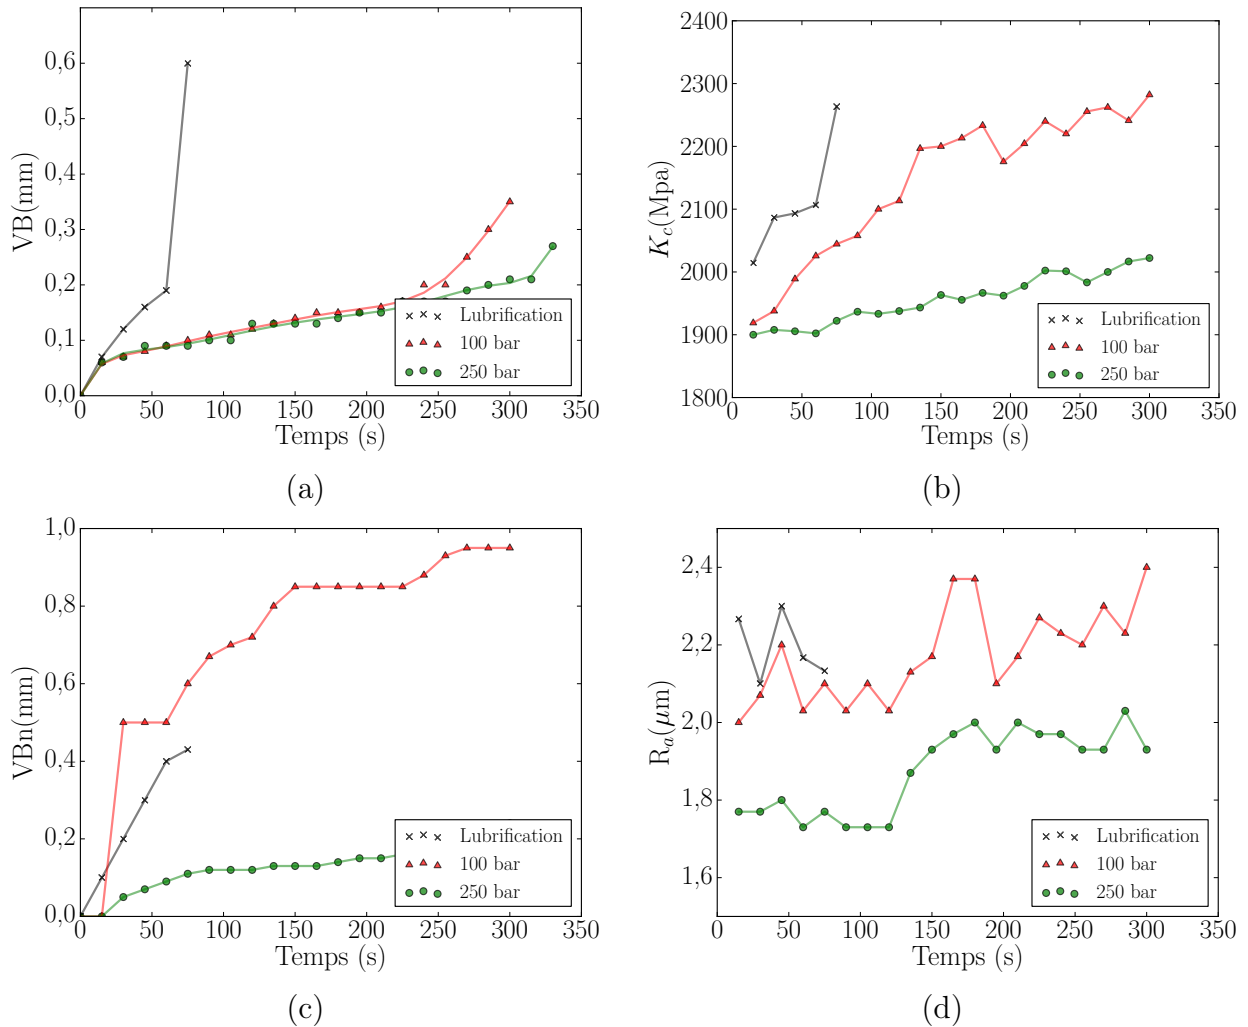 0,6
0,5
0,4
0,3
0,2
0,1
0,0
VB(mm)
0 50 100 150 200 250 300 350
Temps (s)
Lubrification
100 bar
250 bar
(a)
2400
2300
2200
2100
2000
1900
1800
K_c(Mpa)
0 50 100 150 200 250 300 350
Temps (s)
Lubrification
100 bar
250 bar
(b)
1,0
0,8
0,6
0,4
0,2
0,0
VBn(mm)
0 50 100 150 200 250 300 350
Temps (s)
Lubrification
100 bar
250 bar
(c)
2,4
2,2
2,0
1,8
1,6
R_a(μm)
0 50 100 150 200 250 300 350
Temps (s)
Lubrification
100 bar
250 bar
(d)